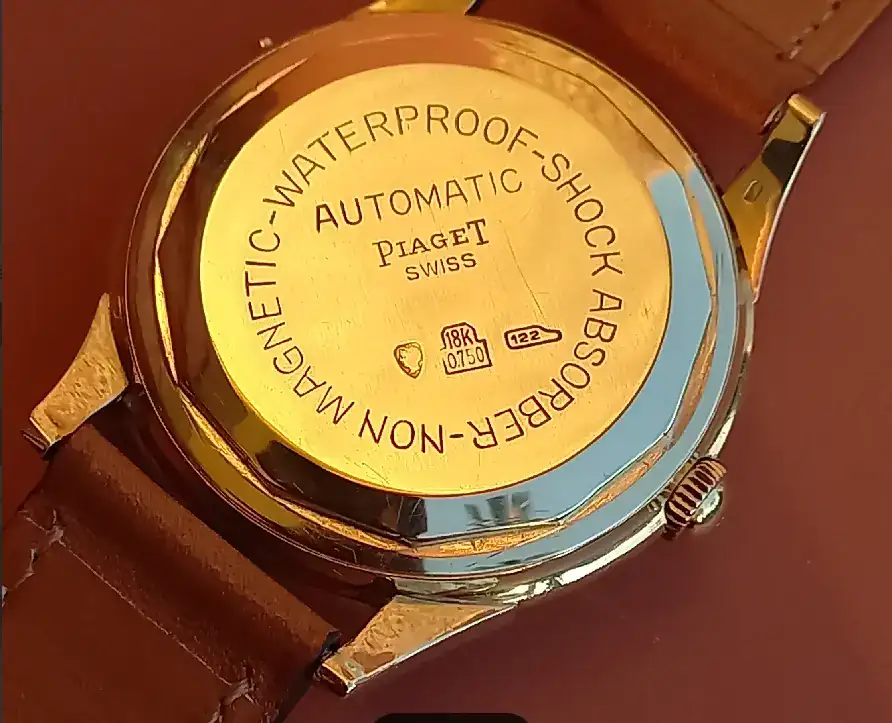 NON MAGNETIC-WATERPROOF-SHOCK ABSORBER-
AUTOMATIC
PIAGET
SWISS
18K
0.750
122